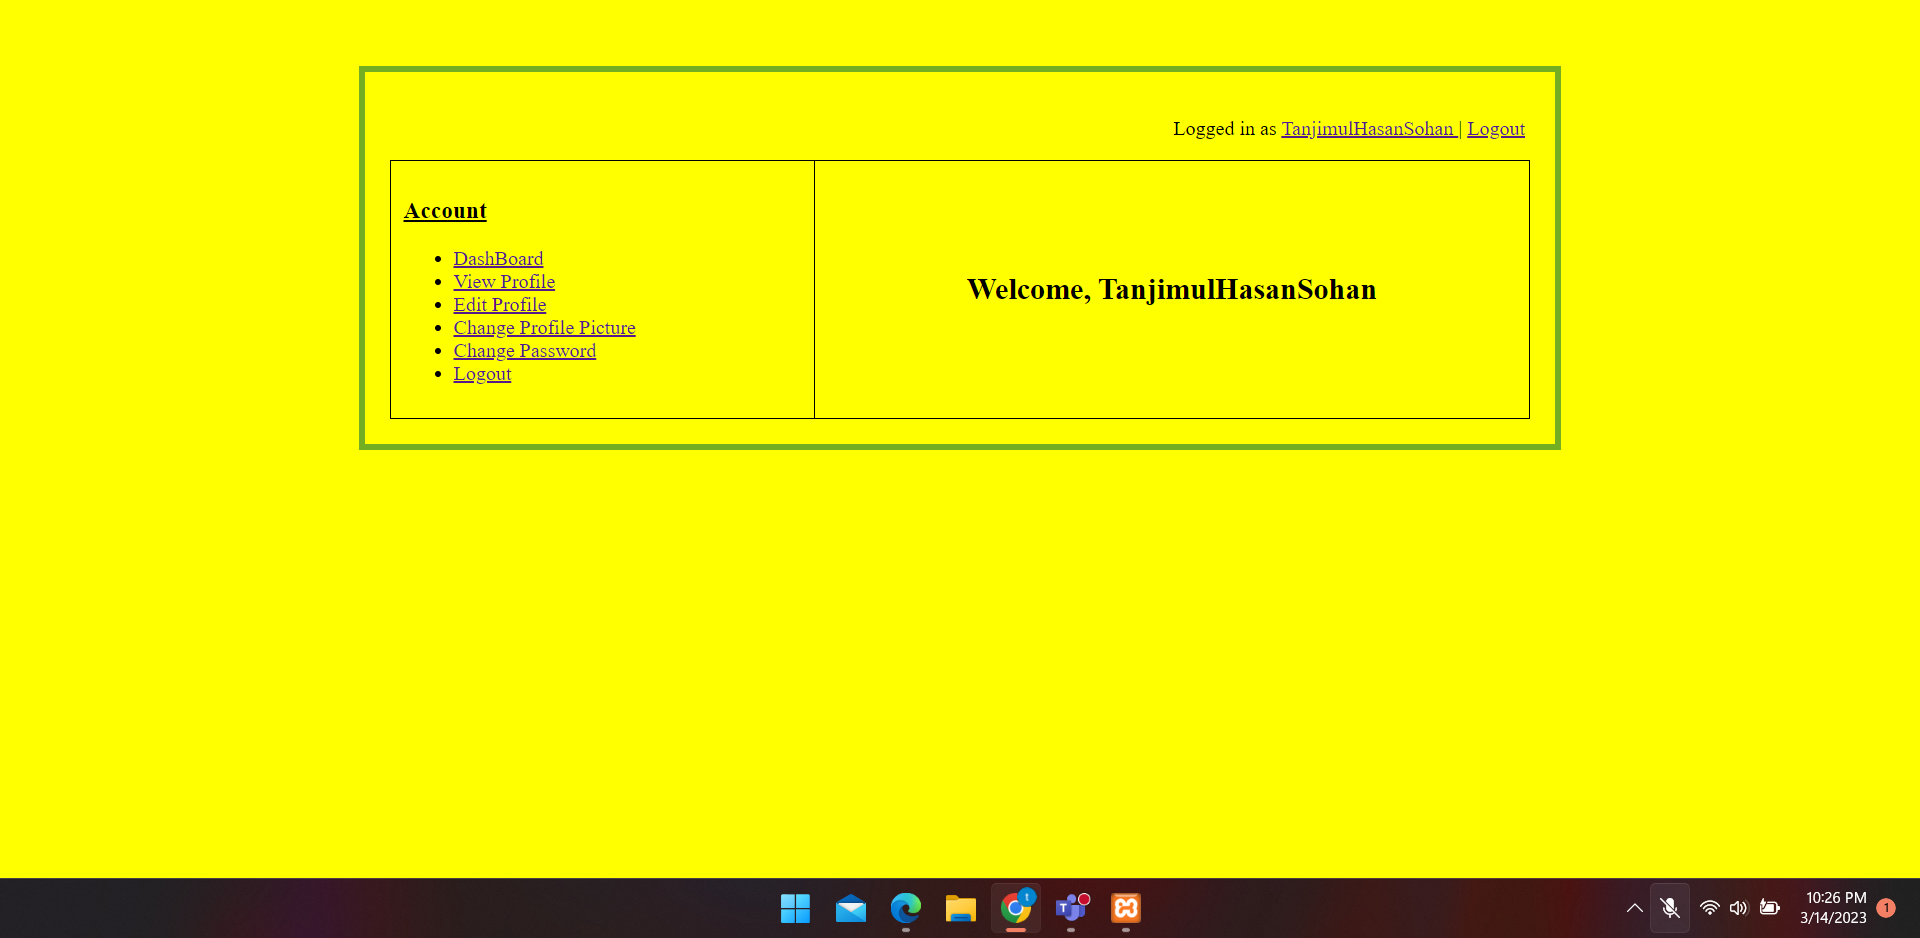 Logged in as TanjimulHasanSohan | Logout
Account
DashBoard
View Profile
Edit Profile
Change Profile Picture
Change Password
Logout
Welcome, TanjimulHasanSohan
t
T
10:26 PM
3/14/2023
1